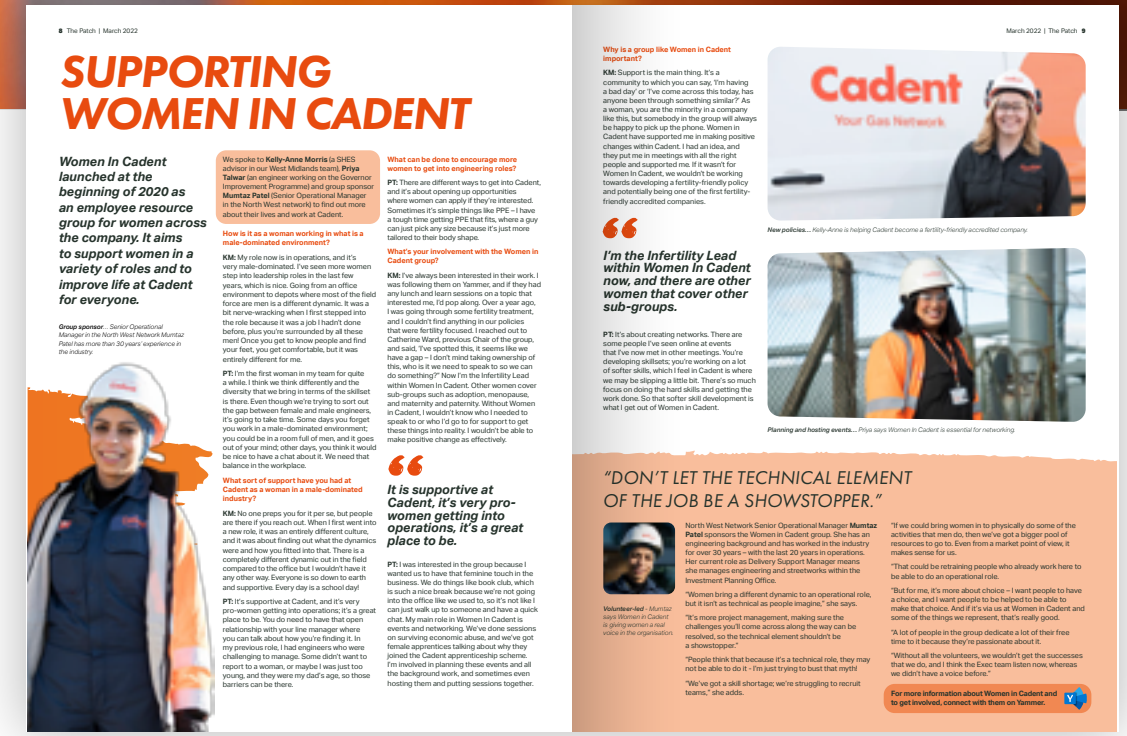 8 The Patch | March 2022
SUPPORTING
WOMEN IN CADENT
Women In Cadent
launched at the
beginning of 2020 as
an employee resource
group for women across
the company. It aims
to support women in a
variety of roles and to
improve life at Cadent
for everyone.
Group sponsor... Senior Operational
Manager in the North West Network Mumtaz
Patel has more than 30 years' experience in
the industry.
We spoke to Kelly-Anne Morris (a SHES
advisor in our West Midlands team), Priya
Talwar (an engineer working on the Governor
Improvement Programme) and group sponsor
Mumtaz Patel (Senior Operational Manager
in the North West network) to find out more
about their lives and work at Cadent.
How is it as a woman working in what is a
male-dominated environment?
KM: My role now is in operations, and it's
very male-dominated. I've seen more women
step into leadership roles in the last few
years, which is nice. Going from an office
environment to depots where most of the field
force are men is a different dynamic. It was a
bit nerve-wracking when I first stepped into
the role because it was a job I hadn't done
before, plus you're surrounded by all these
men! Once you get to know people and find
your feet, you get comfortable, but it was
entirely different for me.
PT: I'm the first woman in my team for quite
a while. I think we think differently and the
diversity that we bring in terms of the skillset
is there. Even though we're trying to sort out
the gap between female and male engineers,
it's going to take time. Some days you forget
you work in a male-dominated environment;
you could be in a room full of men, and it goes
out of your mind; other days, you think it would
be nice to have a chat about it. We need that
balance in the workplace.
What sort of support have you had at
Cadent as a woman in a male-dominated
industry?
KM: No one preps you for it per se, but people
are there if you reach out. When I first went into
a new role, it was an entirely different culture,
and it was about finding out what the dynamics
were and how you fitted into that. There is a
completely different dynamic out in the field
compared to the office but I wouldn't have it
any other way. Everyone is so down to earth
and supportive. Every day is a school day!
PT: It's supportive at Cadent, and it's very
pro-women getting into operations; it's a great
place to be. You do need to have that open
relationship with your line manager where
you can talk about how you're finding it. In
my previous role, I had engineers who were
challenging to manage. Some didn't want to
report to a woman, or maybe I was just too
young, and they were my dad's age, so those
barriers can be there.
What can be done to encourage more
women to get into engineering roles?
PT: There are different ways to get into Cadent,
and it's about opening up opportunities
where women can apply if they're interested.
Sometimes it's simple things like PPE – I have
a tough time getting PPE that fits, where a guy
can just pick any size because it's just more
tailored to their body shape.
What's your involvement with the Women in
Cadent group?
KM: I've always been interested in their work. I
was following them on Yammer, and if they had
any lunch and learn sessions on a topic that
interested me, I'd pop along. Over a year ago,
I was going through some fertility treatment,
and I couldn't find anything in our policies
that were fertility focused. I reached out to
Catherine Ward, previous Chair of the group,
and said, 'I've spotted this, it seems like we
have a gap – I don't mind taking ownership of
this, who is it we need to speak to so we can
do something?' Now I'm the Infertility Lead
within Women In Cadent. Other women cover
sub-groups such as adoption, menopause,
and maternity and paternity. Without Women
in Cadent, I wouldn't know who I needed to
speak to or who I'd go to for support to get
these things into reality. I wouldn't be able to
make positive change as effectively.
It is supportive at
Cadent, it's very pro-
women getting into
operations, it's a great
place to be.
PT: I was interested in the group because I
wanted us to have that feminine touch in the
business. We do things like book club, which
is such a nice break because we're not going
into the office like we used to, so it's not like I
can just walk up to someone and have a quick
chat. My main role in Women In Cadent is
events and networking. We've done sessions
on surviving economic abuse, and we've got
female apprentices talking about why they
joined the Cadent apprenticeship scheme.
I'm involved in planning these events and all
the background work, and sometimes even
hosting them and putting sessions together.
March 2022 | The Patch 9
Why is a group like Women in Cadent
important?
KM: Support is the main thing. It's a
community to which you can say, 'I'm having
a bad day' or 'I've come across this today, has
anyone been through something similar?' As
a woman, you are the minority in a company
like this, but somebody in the group will always
be happy to pick up the phone. Women in
Cadent have supported me in making positive
changes within Cadent. I had an idea, and
they put me in meetings with all the right
people and supported me. If it wasn't for
Women In Cadent, we wouldn't be working
towards developing a fertility-friendly policy
and potentially being one of the first fertility-
friendly accredited companies.
I'm the Infertility Lead
within Women In Cadent
now, and there are other
women that cover other
sub-groups.
PT: It's about creating networks. There are
some people I've seen online at events
that I've now met in other meetings. You're
developing skillsets; you're working on a lot
of softer skills, which I feel in Cadent is where
we may be slipping a little bit. There's so much
focus on doing the hard skills and getting the
work done. So that softer skill development is
what I get out of Women in Cadent.
Cadent
Your Gas Network
New policies... Kelly-Anne is helping Cadent become a fertility-friendly accredited company.
Planning and hosting events... Priya says Women In Cadent is essential for networking.
"DON'T LET THE TECHNICAL ELEMENT
OF THE JOB BE A SHOWSTOPPER."
Volunteer-led - Mumtaz
says Women in Cadent
is giving women a real
voice in the organisation.
North West Network Senior Operational Manager Mumtaz
Patel sponsors the Women in Cadent group. She has an
engineering background and has worked in the industry
for over 30 years – with the last 20 years in operations.
Her current role as Delivery Support Manager means
she manages engineering and streetworks within the
Investment Planning Office.
"Women bring a different dynamic to an operational role,
but it isn't as technical as people imagine," she says.
"It's more project management, making sure the
challenges you'll come across along the way can be
resolved, so the technical element shouldn't be
a showstopper."
"People think that because it's a technical role, they may
not be able to do it - I'm just trying to bust that myth!
"We've got a skill shortage; we're struggling to recruit
teams," she adds.
"If we could bring women in to physically do some of the
activities that men do, then we've got a bigger pool of
resources to go to. Even from a market point of view, it
makes sense for us.
"That could be retraining people who already work here to
be able to do an operational role.
"But for me, it's more about choice – I want people to have
a choice, and I want people to be helped to be able to
make that choice. And if it's via us at Women in Cadent and
some of the things we represent, that's really good.
"A lot of people in the group dedicate a lot of their free
time to it because they're passionate about it.
"Without all the volunteers, we wouldn't get the successes
that we do, and I think the Exec team listen now, whereas
we didn't have a voice before."
For more information about Women in Cadent and
to get involved, connect with them on Yammer.